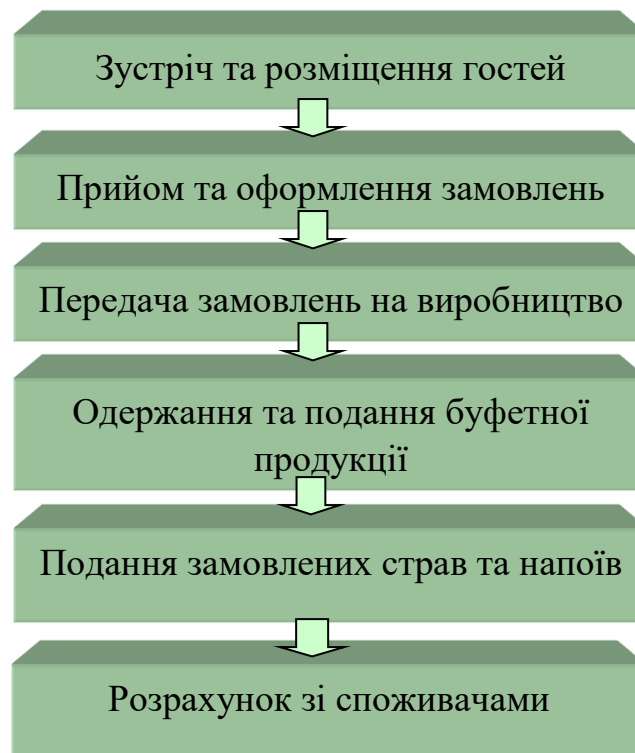 Зустріч та розміщення гостей
Прийом та оформлення замовлень
Передача замовлень на виробництво
Одержання та подання буфетної
продукції
Подання замовлених страв та напоїв
Розрахунок зі споживачами